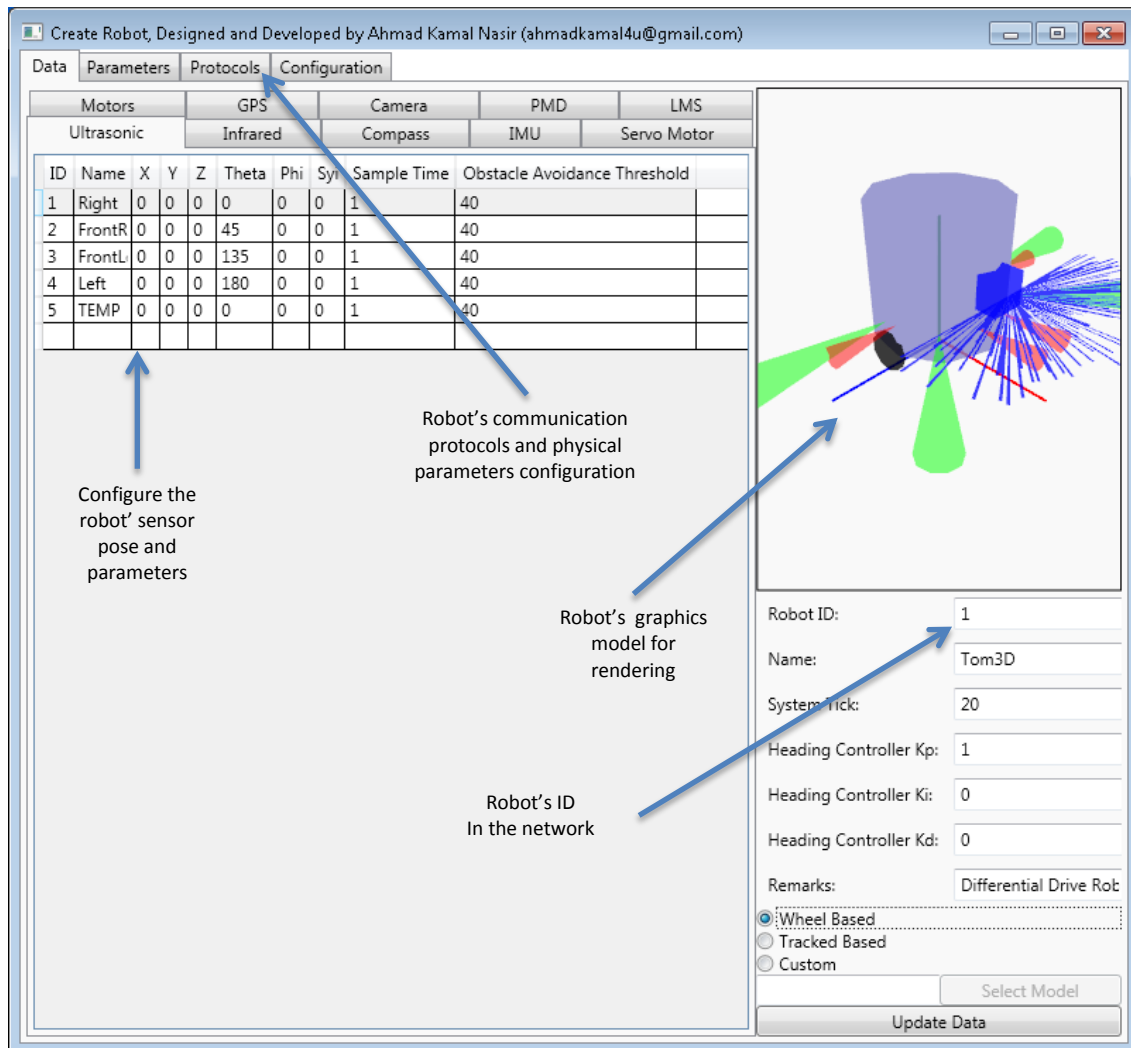 Create Robot, Designed and Developed by Ahmad Kamal Nasir (ahmadkamal4u@gmail.com)
Data Parameters Protocols Configuration
Motors GPS Camera PMD LMS
Ultrasonic Infrared Compass IMU Servo Motor
ID Name X Y Z Theta Phi Syi Sample Time Obstacle Avoidance Threshold
1 Right 0 0 0 0 0 0 1 40
2 FrontR 0 0 0 45 0 0 1 40
3 FrontL 0 0 0 135 0 0 1 40
4 Left 0 0 0 180 0 0 1 40
5 TEMP 0 0 0 0 0 0 1 40
Robot's communication
protocols and physical
parameters configuration
Configure the
robot' sensor
pose and
parameters
Robot's graphics
model for
rendering
Robot's ID
In the network
Robot ID: 1
Name: Tom3D
System Tick: 20
Heading Controller Kp: 1
Heading Controller Ki: 0
Heading Controller Kd: 0
Remarks: Differential Drive Rob
Wheel Based
Tracked Based
Custom
Select Model
Update Data